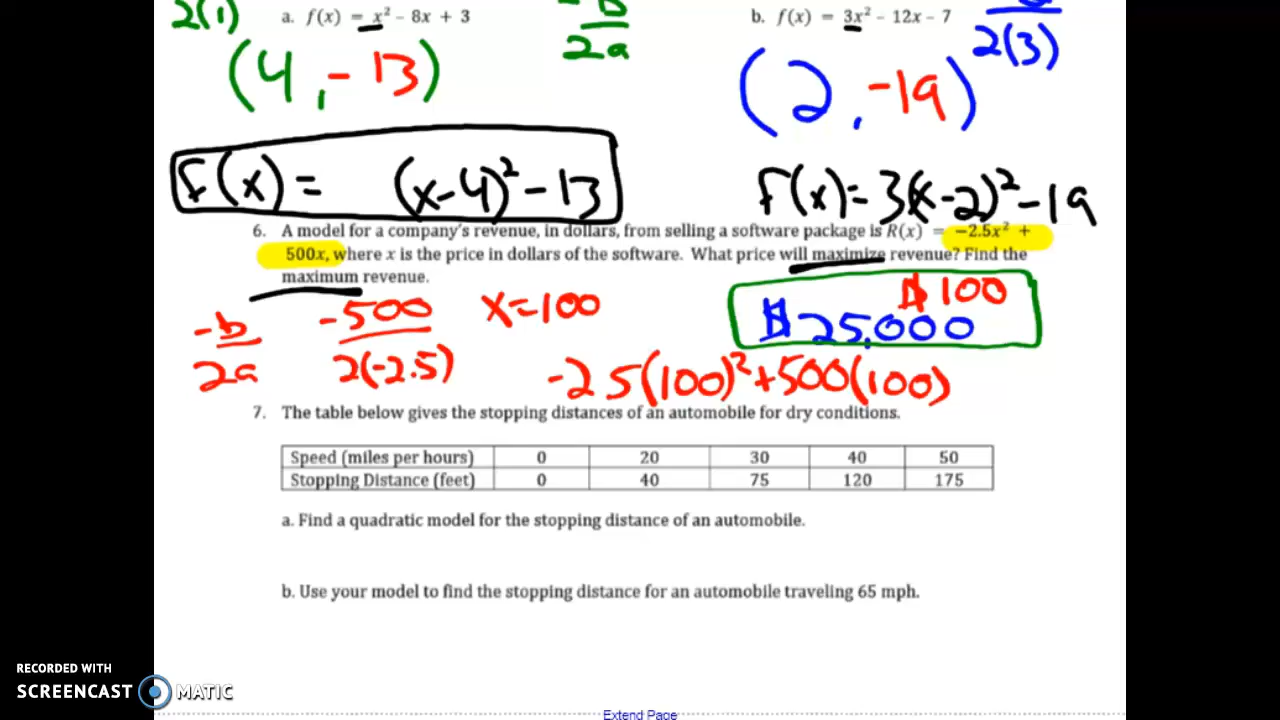 2(1) a. f(x) = x² - 8x + 3
2a
b. f(x) = 3x² - 12x - 7
2(3)
(4, -13)
(2, -19)
f(x) = (x-4)² - 13
f(x) = 3(x-2)² - 19
6. A model for a company's revenue, in dollars, from selling a software package is R(x) = -2.5x² +
500x, where x is the price in dollars of the software. What price will maximize revenue? Find the
maximum revenue.
-b/2a -500/2(-2.5) x=100
$100
$25,000
-2.5(100)²+500(100)
7. The table below gives the stopping distances of an automobile for dry conditions.
Speed (miles per hours) 0 20 30 40 50
Stopping Distance (feet) 0 40 75 120 175
a. Find a quadratic model for the stopping distance of an automobile.
b. Use your model to find the stopping distance for an automobile traveling 65 mph.
RECORDED WITH
SCREENCAST MATIC
Extend Page